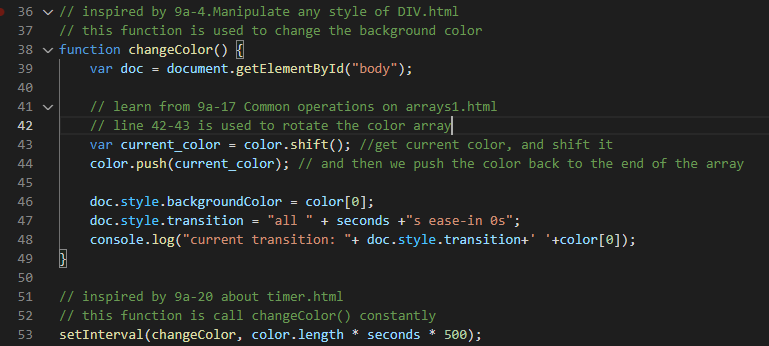 36 // inspired by 9a-4.Manipulate any style of DIV.html
37 // this function is used to change the background color
38 function changeColor() {
39     var doc = document.getElementById("body");
40
41     // learn from 9a-17 Common operations on arrays1.html
42     // line 42-43 is used to rotate the color array
43     var current_color = color.shift(); //get current color, and shift it
44     color.push(current_color); // and then we push the color back to the end of the array
45
46     doc.style.backgroundColor = color[0];
47     doc.style.transition = "all " + seconds +"s ease-in 0s";
48     console.log("current transition: "+ doc.style.transition+' '+color[0]);
49 }
50
51 // inspired by 9a-20 about timer.html
52 // this function is call changeColor() constantly
53 setInterval(changeColor, color.length * seconds * 500);